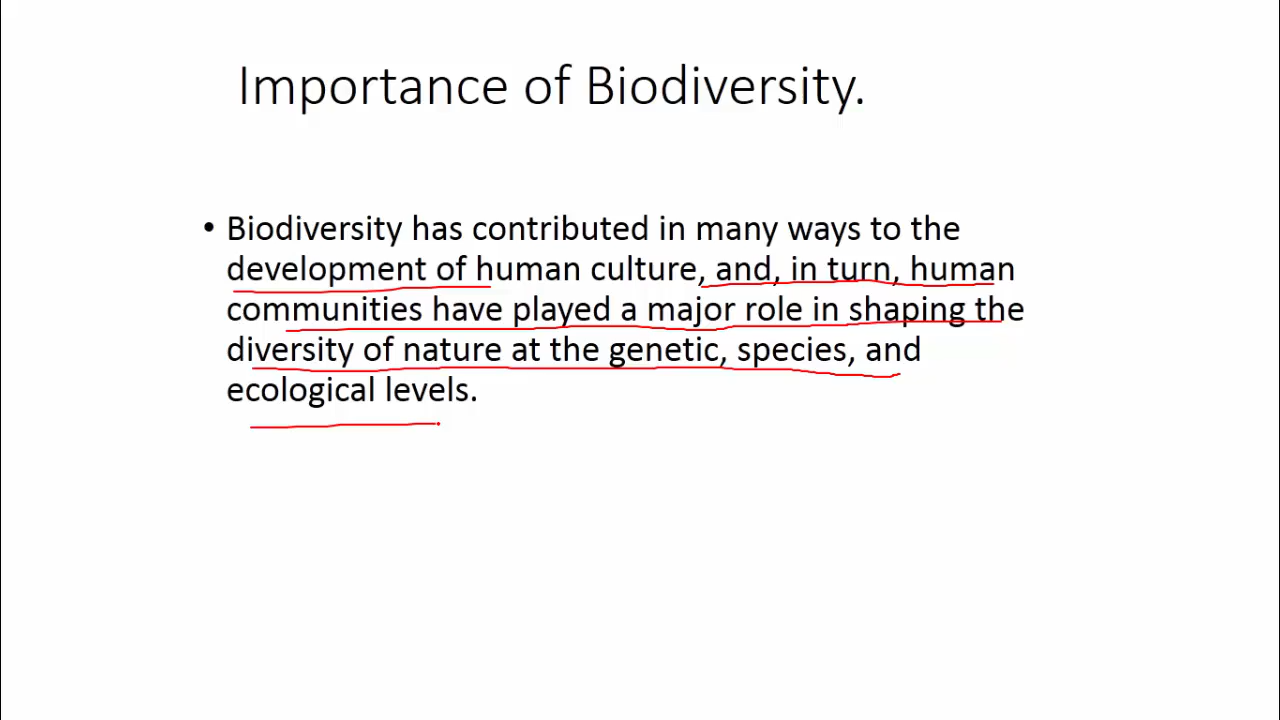 Importance of Biodiversity.
• Biodiversity has contributed in many ways to the
development of human culture, and, in turn, human
communities have played a major role in shaping the
diversity of nature at the genetic, species, and
ecological levels.